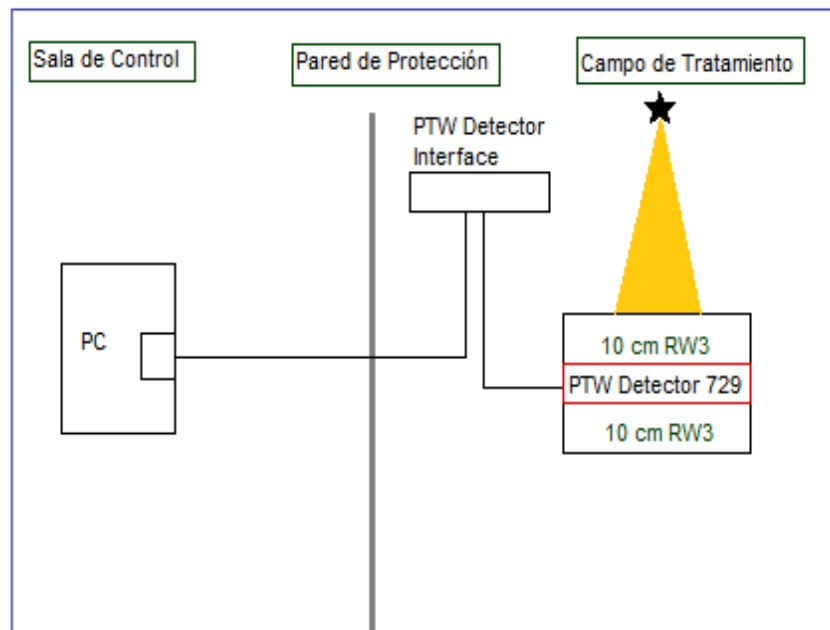 Sala de Control
Pared de Protección
Campo de Tratamiento
PTW Detector
Interface
PC
10 cm RW3
PTW Detector 729
10 cm RW3